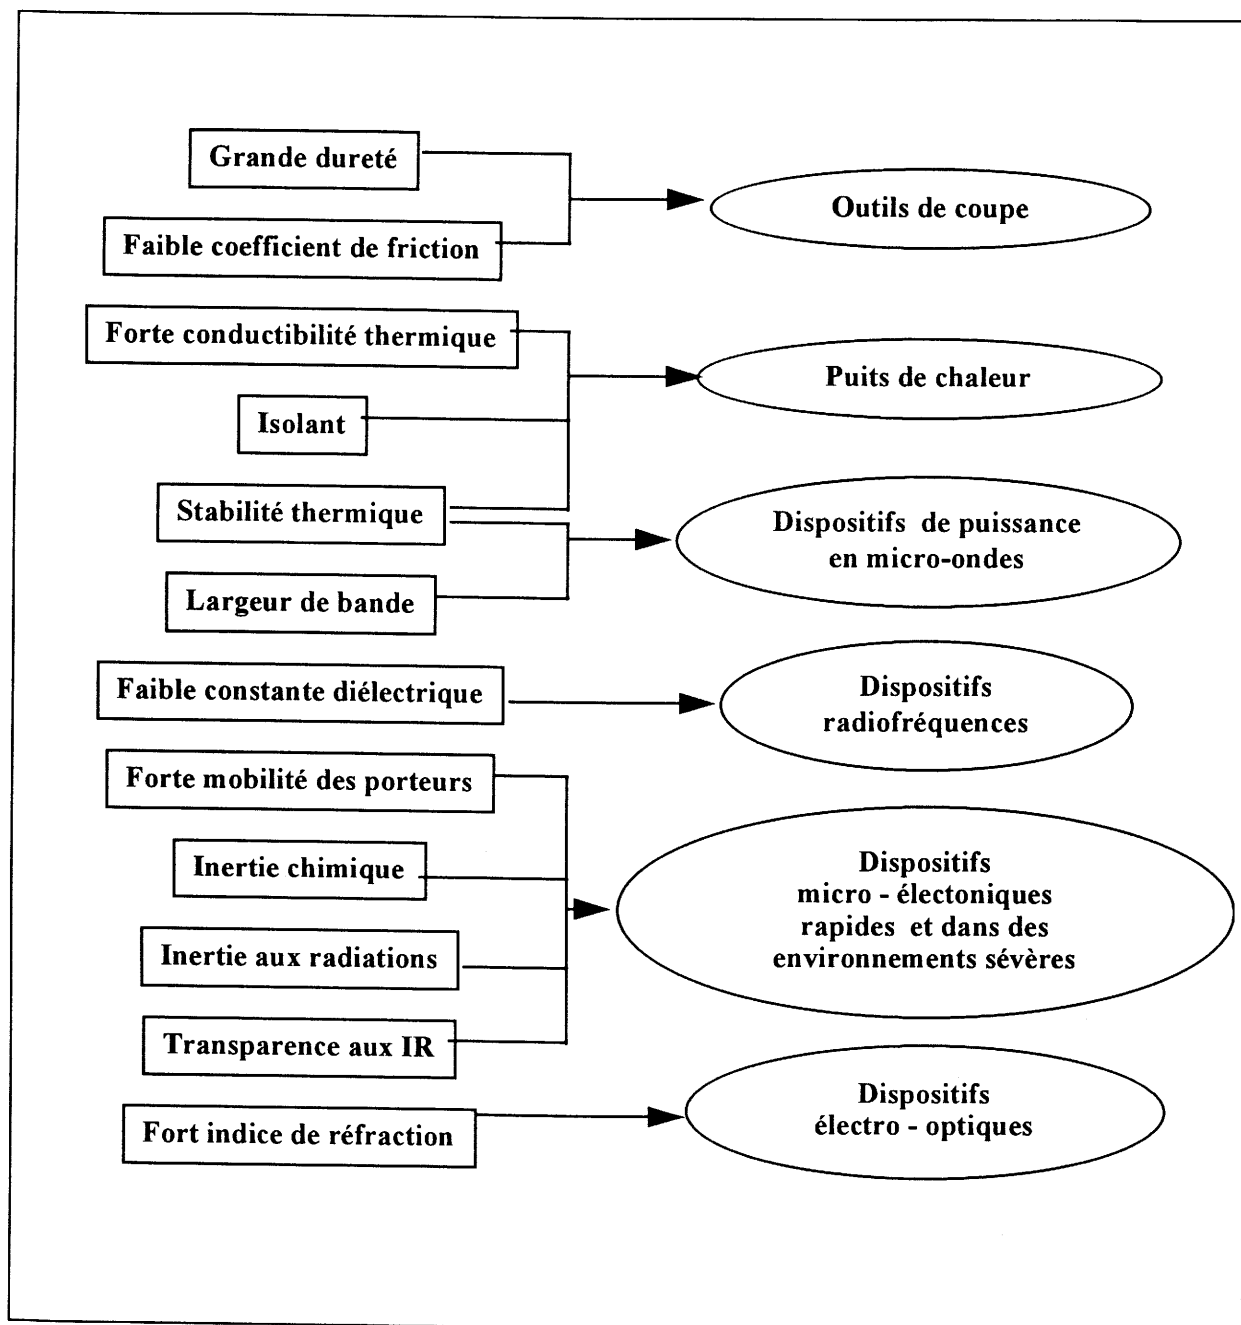 Grande dureté
Faible coefficient de friction
Outils de coupe
Forte conductibilité thermique
Isolant
Puits de chaleur
Stabilité thermique
Largeur de bande
Dispositifs de puissance
en micro-ondes
Faible constante diélectrique
Dispositifs
radiofréquences
Forte mobilité des porteurs
Inertie chimique
Inertie aux radiations
Transparence aux IR
Dispositifs
micro - électoniques
rapides et dans des
environnements sévères
Fort indice de réfraction
Dispositifs
électro - optiques